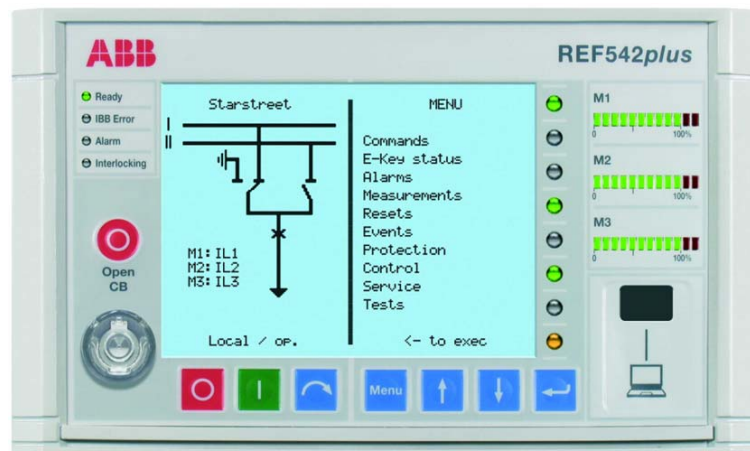 ABB
REF542plus
Ready
IBB Error
Alarm
Interlocking
Open
CB
Starstreet
I
II
M1: IL1
M2: IL2
M3: IL3
Local / op.
MENU
Commands
E-Key status
Alarms
Measurements
Resets
Events
Protection
Control
Service
Tests
<- to exec
M1
0 100%
M2
0 100%
M3
0 100%
O
I
Menu